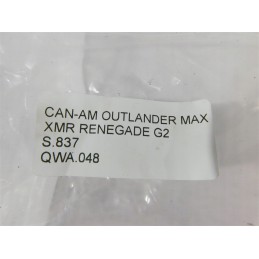 CAN-AM OUTLANDER MAX
XMR RENEGADE G2
S.837
QWA.048